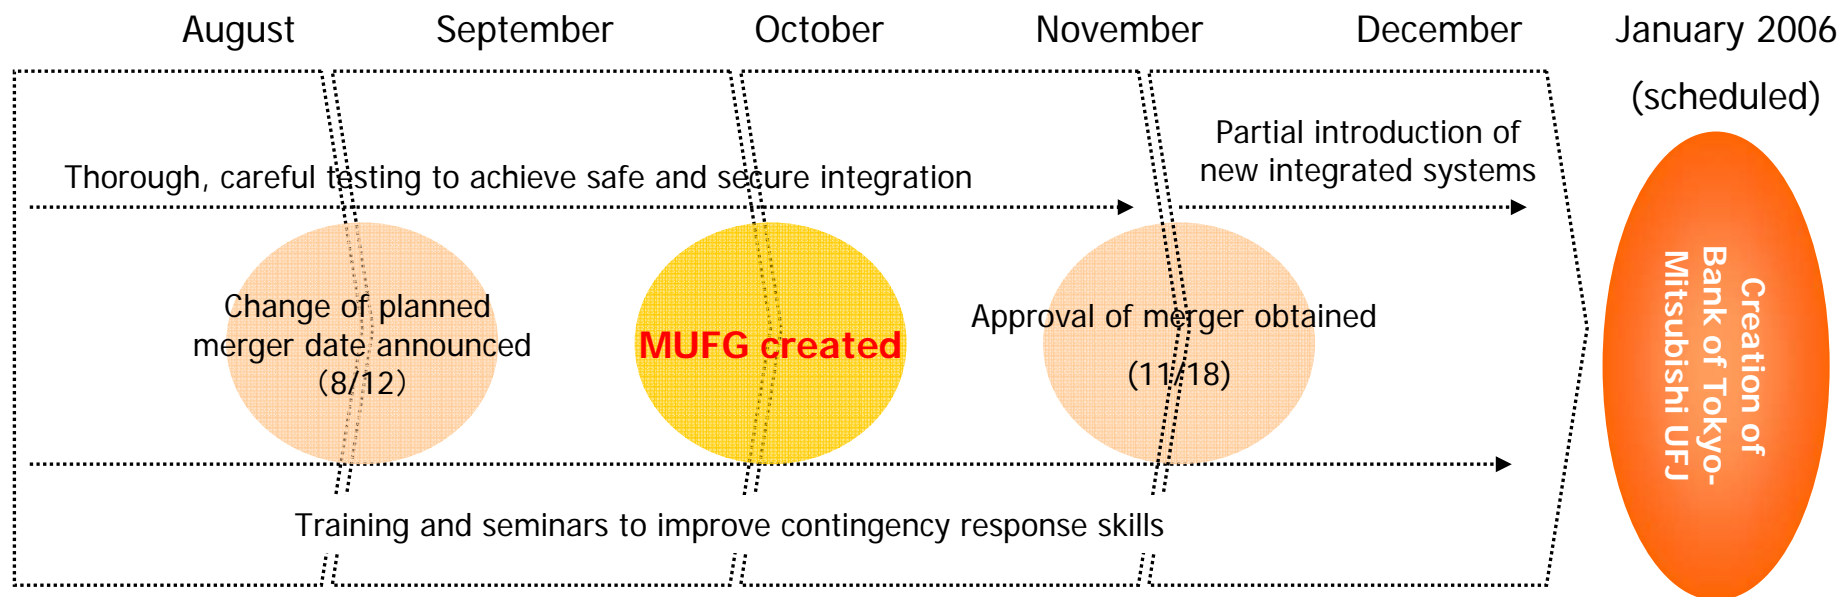 August September October November December January 2006
(scheduled)
Partial introduction of
new integrated systems
Thorough, careful testing to achieve safe and secure integration
Change of planned
merger date announced
(8/12)
MUFG created
Approval of merger obtained
(11/18)
Training and seminars to improve contingency response skills
Creation of
Bank of Tokyo-
Mitsubishi UFJ